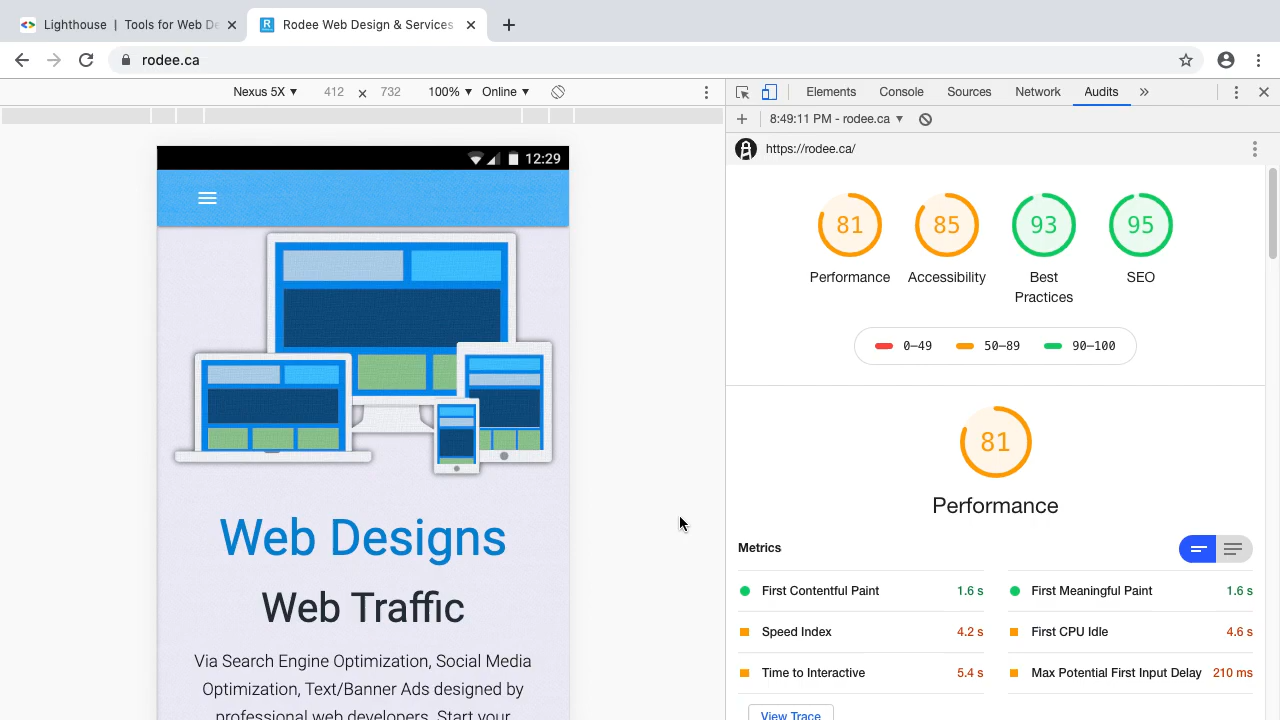 Lighthouse | Tools for Web De
Rodee Web Design & Services
rodee.ca
Nexus 5X ▼ 412 x 732 100% ▼ Online ▼
Elements Console Sources Network Audits »
8:49:11 PM - rodee.ca ▼
https://rodee.ca/
12:29
81 85 93 95
Performance Accessibility Best Practices SEO
0–49 50–89 90–100
81
Performance
Metrics
First Contentful Paint 1.6 s
First Meaningful Paint 1.6 s
Speed Index 4.2 s
First CPU Idle 4.6 s
Time to Interactive 5.4 s
Max Potential First Input Delay 210 ms
View Trace
Web Designs
Web Traffic
Via Search Engine Optimization, Social Media
Optimization, Text/Banner Ads designed by
professional web developers. Start your